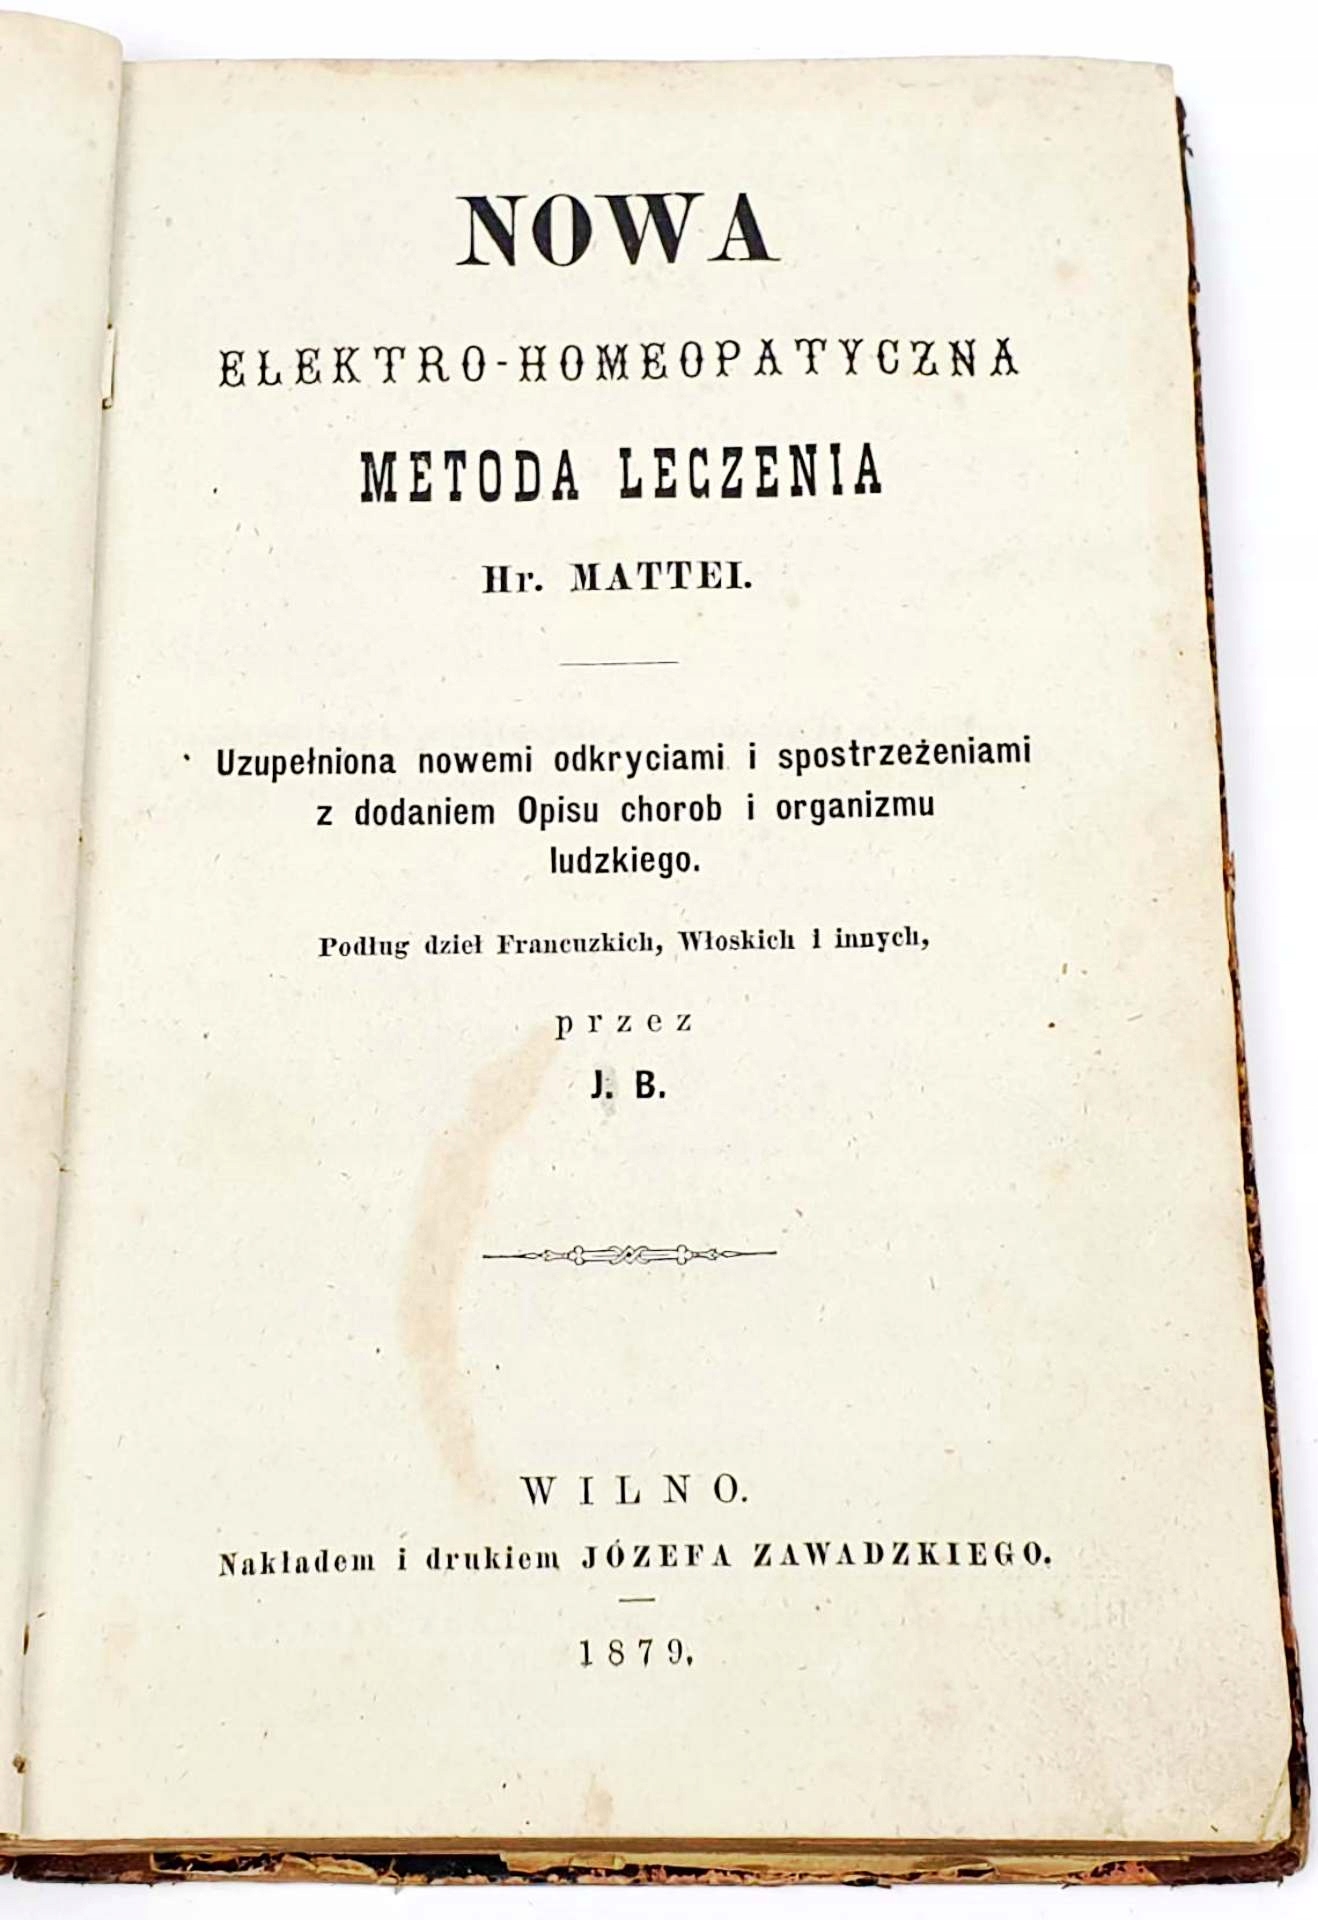 NOWA
ELEKTRO-HOMEOPATYCZNA
METODA LECZENIA
Hr. MATTEI.
Uzupełniona nowemi odkryciami i spostrzeżeniami
z dodaniem Opisu chorob i organizmu
ludzkiego.
Podług dzieł Francuzkich, Włoskich i innych,
przez
J. B.
WILNO.
Nakładem i drukiem JÓZEFA ZAWADZKIEGO.
1879.